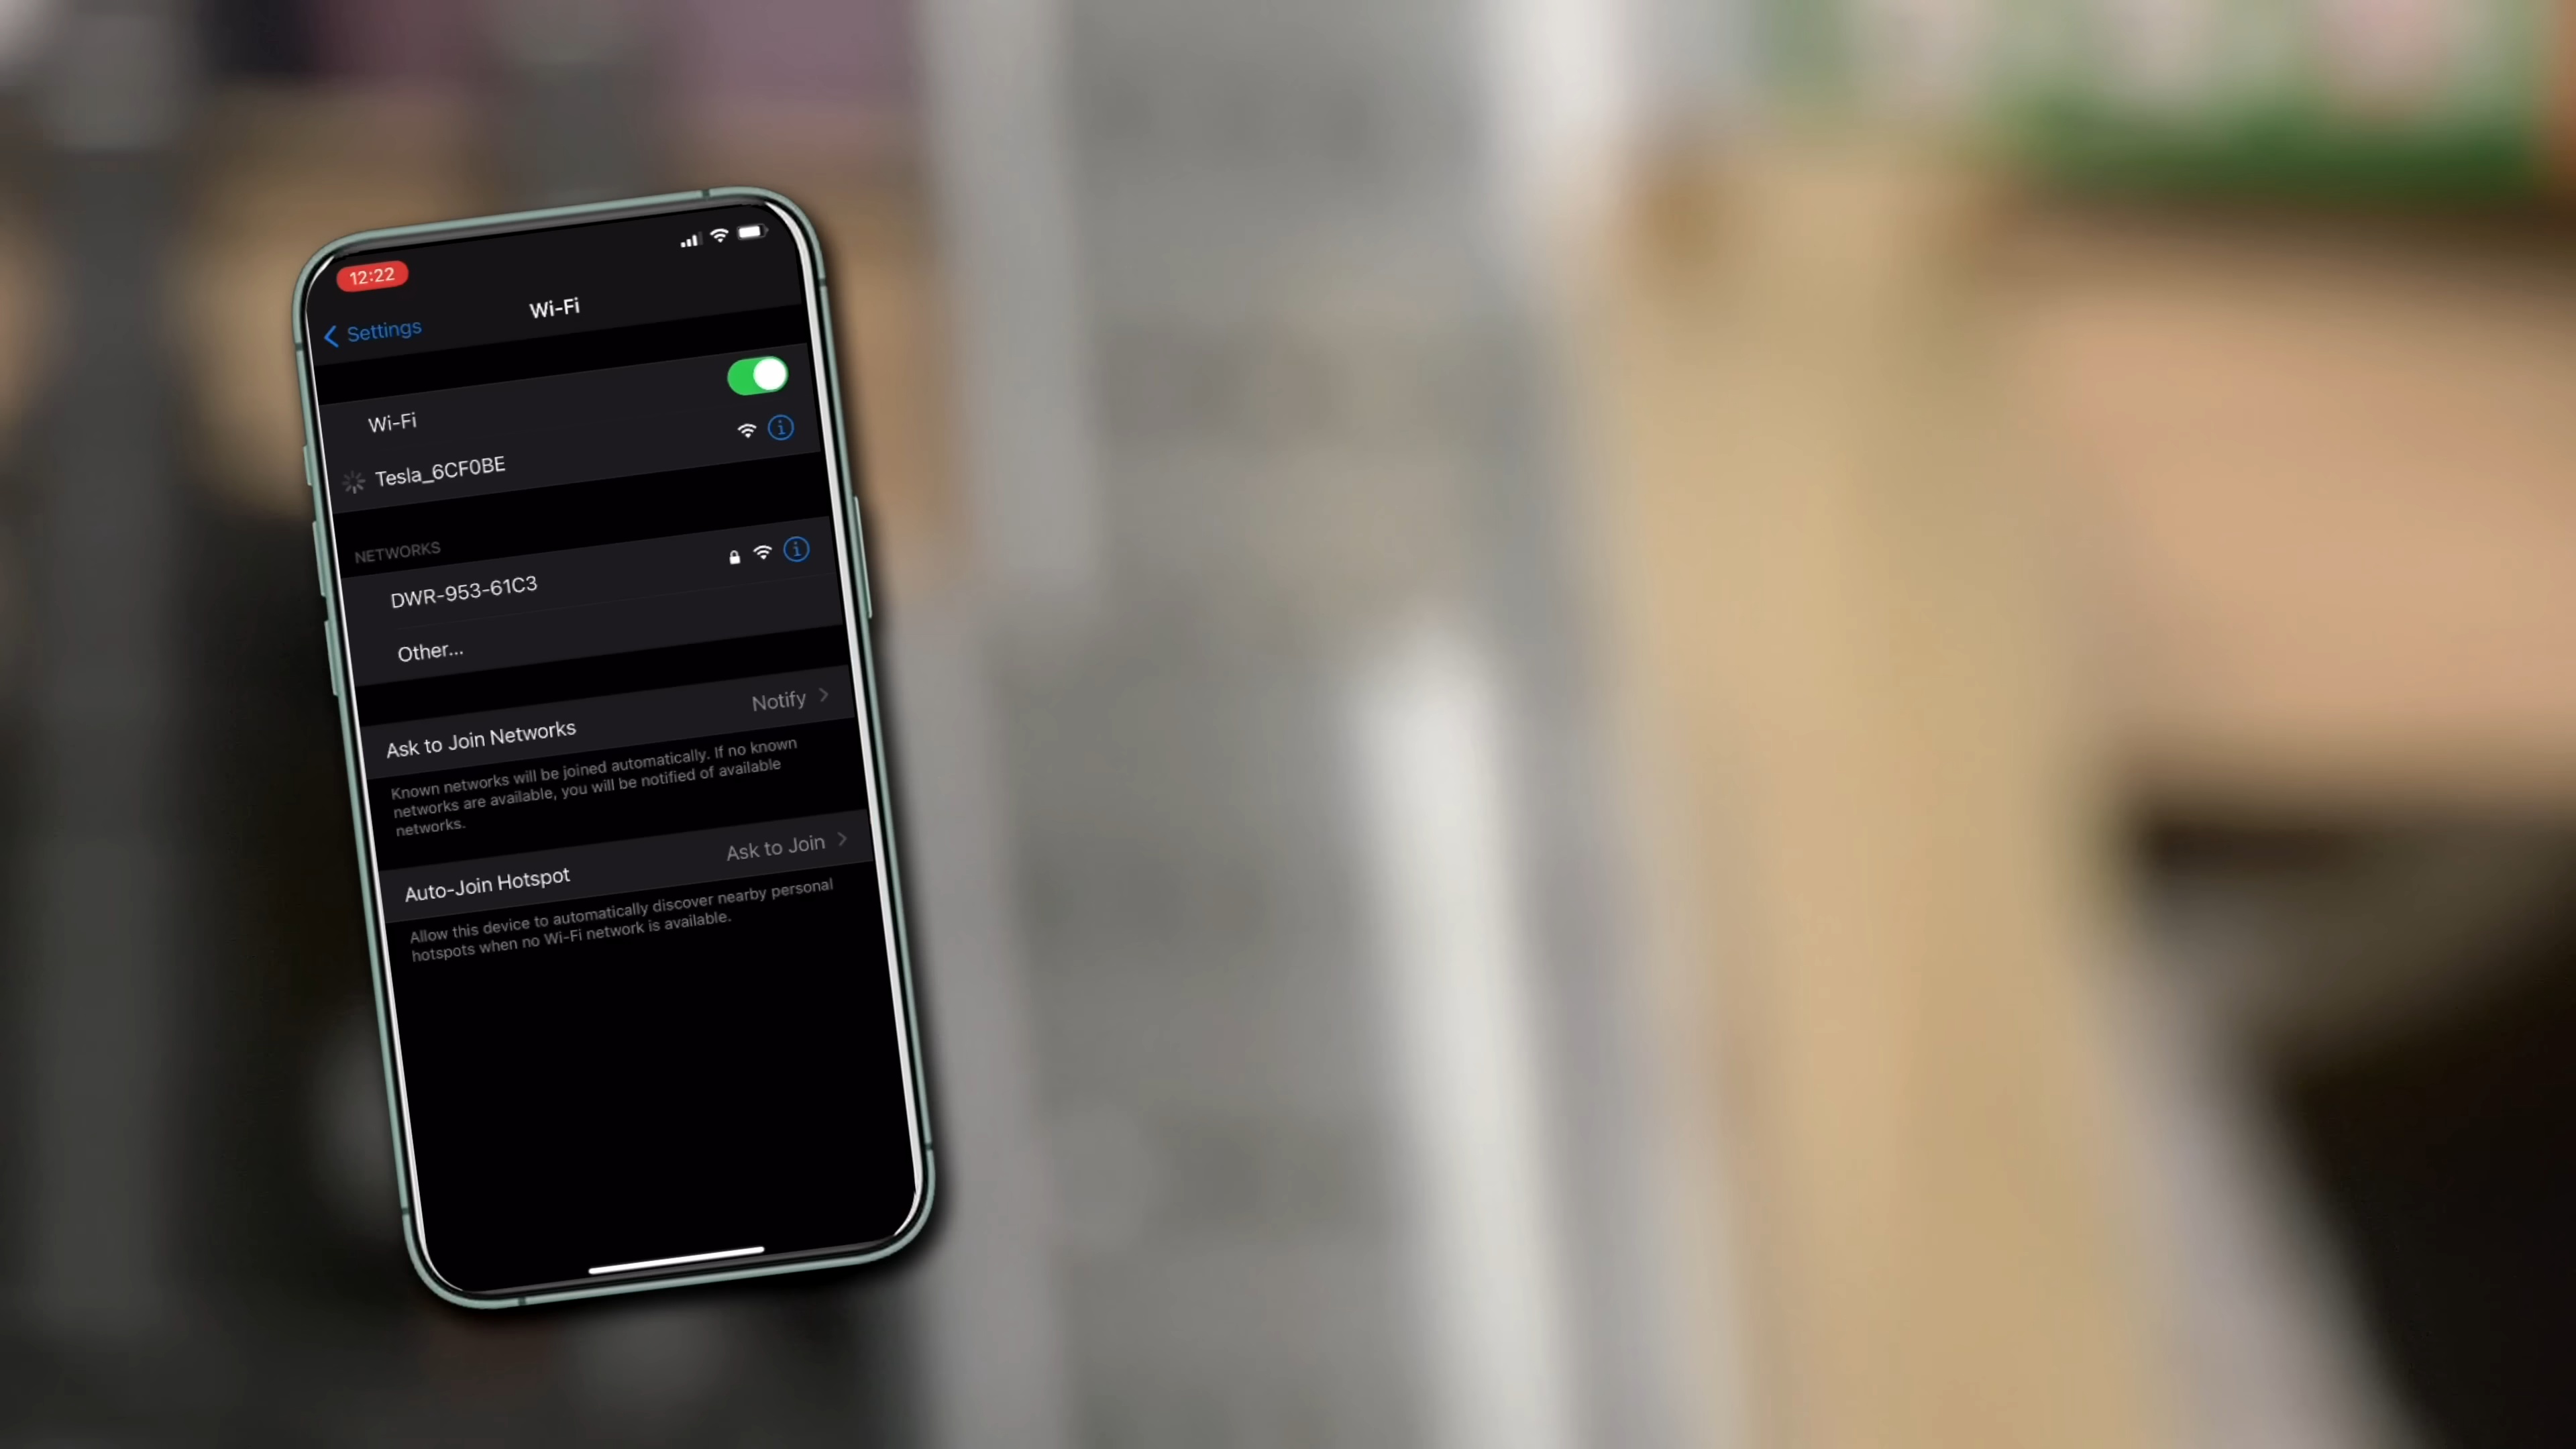 12:22
Settings
Wi-Fi
Wi-Fi
Tesla_6CF0BE
NETWORKS
DWR-953-61C3
Other...
Ask to Join Networks
Notify
Known networks will be joined automatically. If no known
networks are available, you will be notified of available
networks.
Auto-Join Hotspot
Ask to Join
Allow this device to automatically discover nearby personal
hotspots when no Wi-Fi network is available.